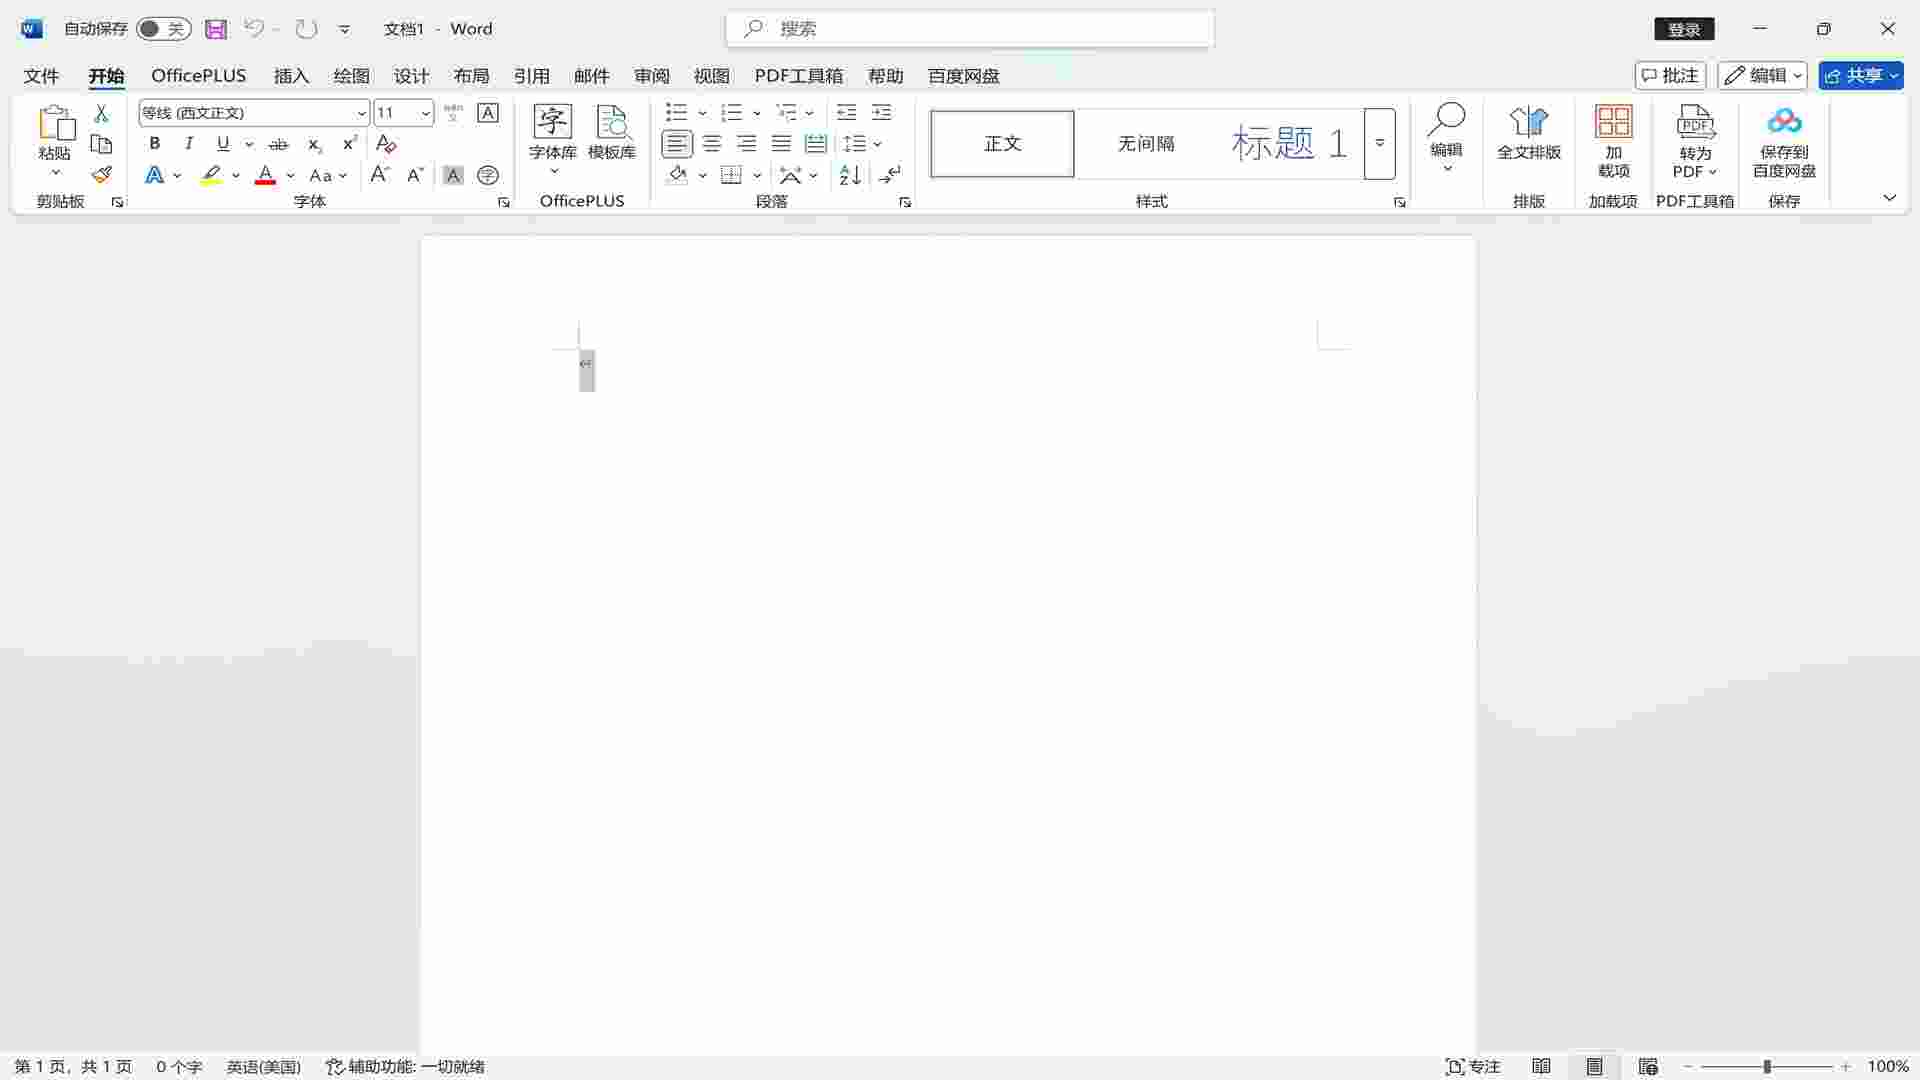 自动保存 关 文档1 - Word 搜索 登录
文件 开始 OfficePLUS 插入 绘图 设计 布局 引用 邮件 审阅 视图 PDF工具箱 帮助 百度网盘 批注 编辑 共享
等线 (西文正文) 11 A
粘贴 B I U ab x₂ x² A 字 字体库 模板库 正文 无间隔 标题 1 编辑 全文排版 加载项 PDF 转为 PDF 保存到 百度网盘
A A Aa A A A 字 A Z
剪贴板 字体 OfficePLUS 段落 样式 排版 加载项 PDF工具箱 保存
第 1 页，共 1 页 0 个字 英语(美国) 辅助功能: 一切就绪 专注 100%